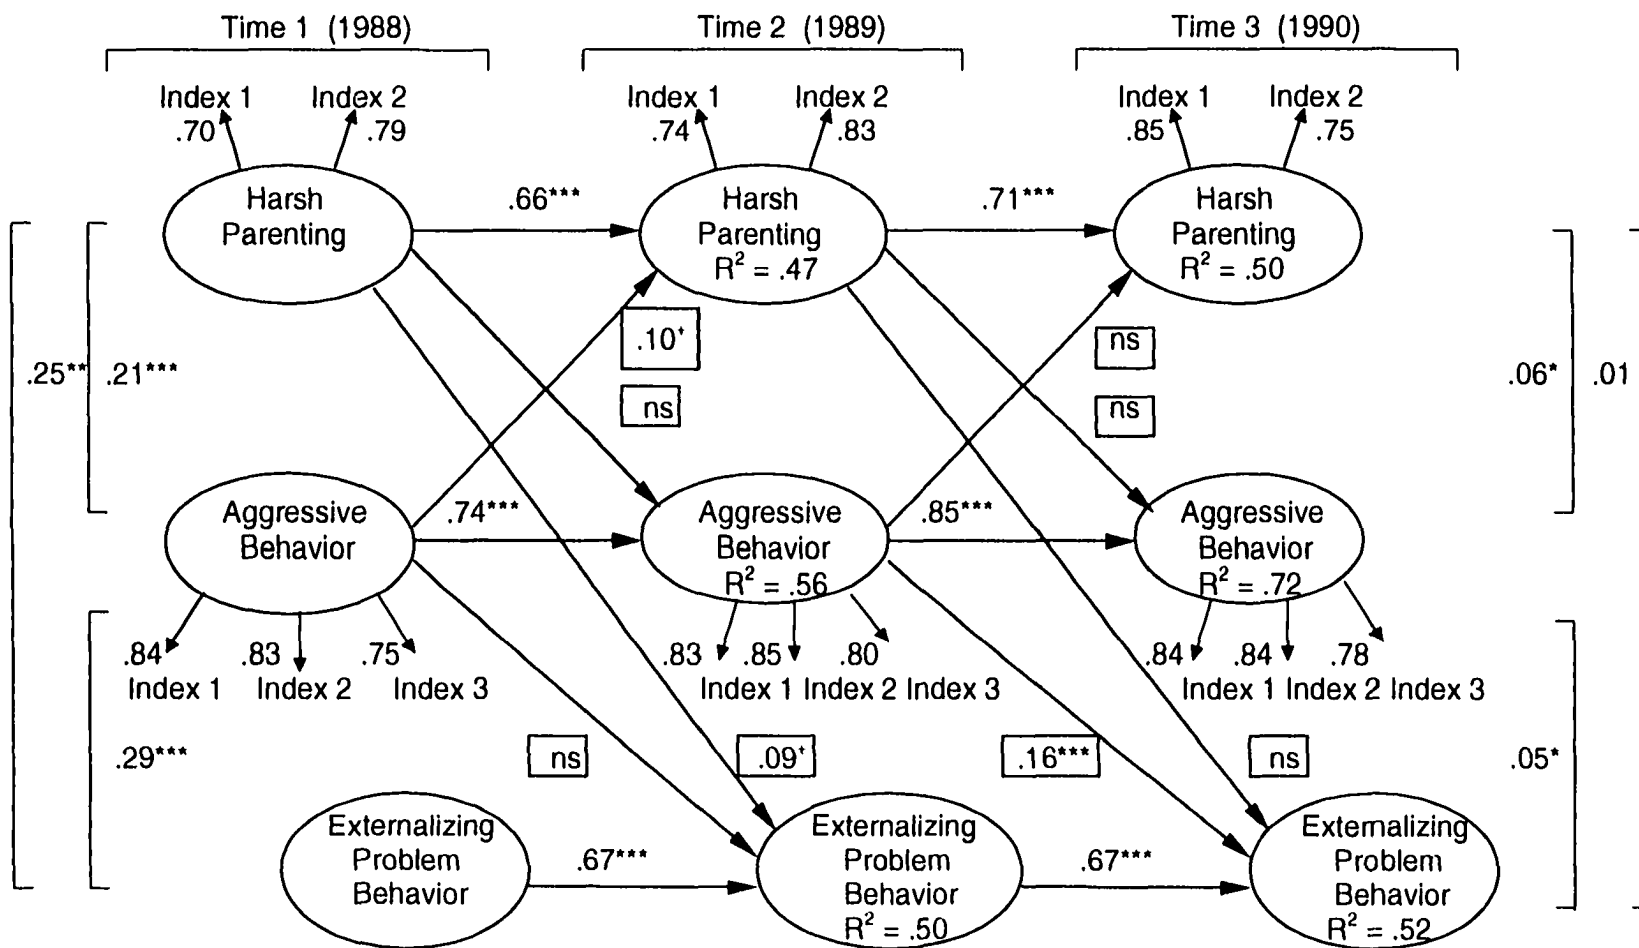 Time 1 (1988) Time 2 (1989) Time 3 (1990)
Index 1 Index 2 Index 1 Index 2 Index 1 Index 2
.70 .79 .74 .83 .85 .75
Harsh Harsh Harsh
.66*** .71***
Parenting Parenting Parenting
R² = .47 R² = .50
.10⁺ ns
.25** .21*** .06* .01
ns ns
Aggressive .74*** Aggressive .85*** Aggressive
Behavior Behavior Behavior
R² = .56 R² = .72
.84 .83 .75 .83 .85 .80 .84 .84 .78
Index 1 Index 2 Index 3 Index 1 Index 2 Index 3 Index 1 Index 2 Index 3
.29*** ns .09⁺ .16*** ns .05*
Externalizing Externalizing Externalizing
Problem .67*** Problem .67*** Problem
Behavior Behavior Behavior
R² = .50 R² = .52